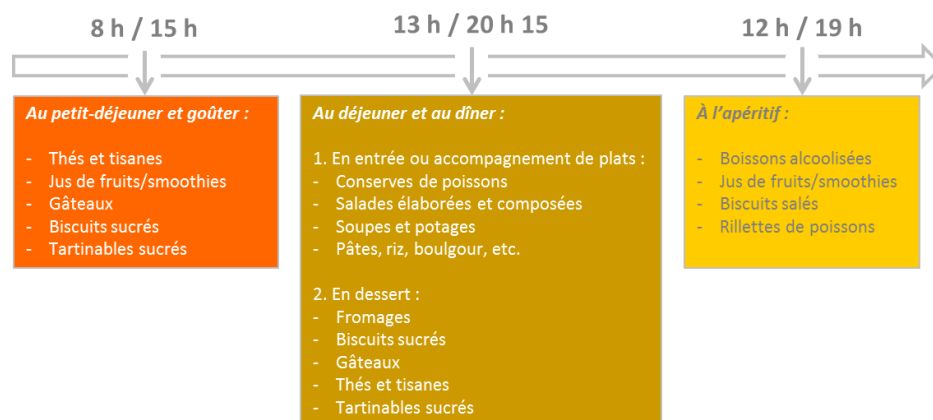 8 h / 15 h
13 h / 20 h 15
12 h / 19 h
Au petit-déjeuner et goûter :
- Thés et tisanes
- Jus de fruits/smoothies
- Gâteaux
- Biscuits sucrés
- Tartinables sucrés
Au déjeuner et au dîner :
1. En entrée ou accompagnement de plats :
- Conserves de poissons
- Salades élaborées et composées
- Soupes et potages
- Pâtes, riz, boulgour, etc.
2. En dessert :
- Fromages
- Biscuits sucrés
- Gâteaux
- Thés et tisanes
- Tartinables sucrés
À l'apéritif :
- Boissons alcoolisées
- Jus de fruits/smoothies
- Biscuits salés
- Rillettes de poissons